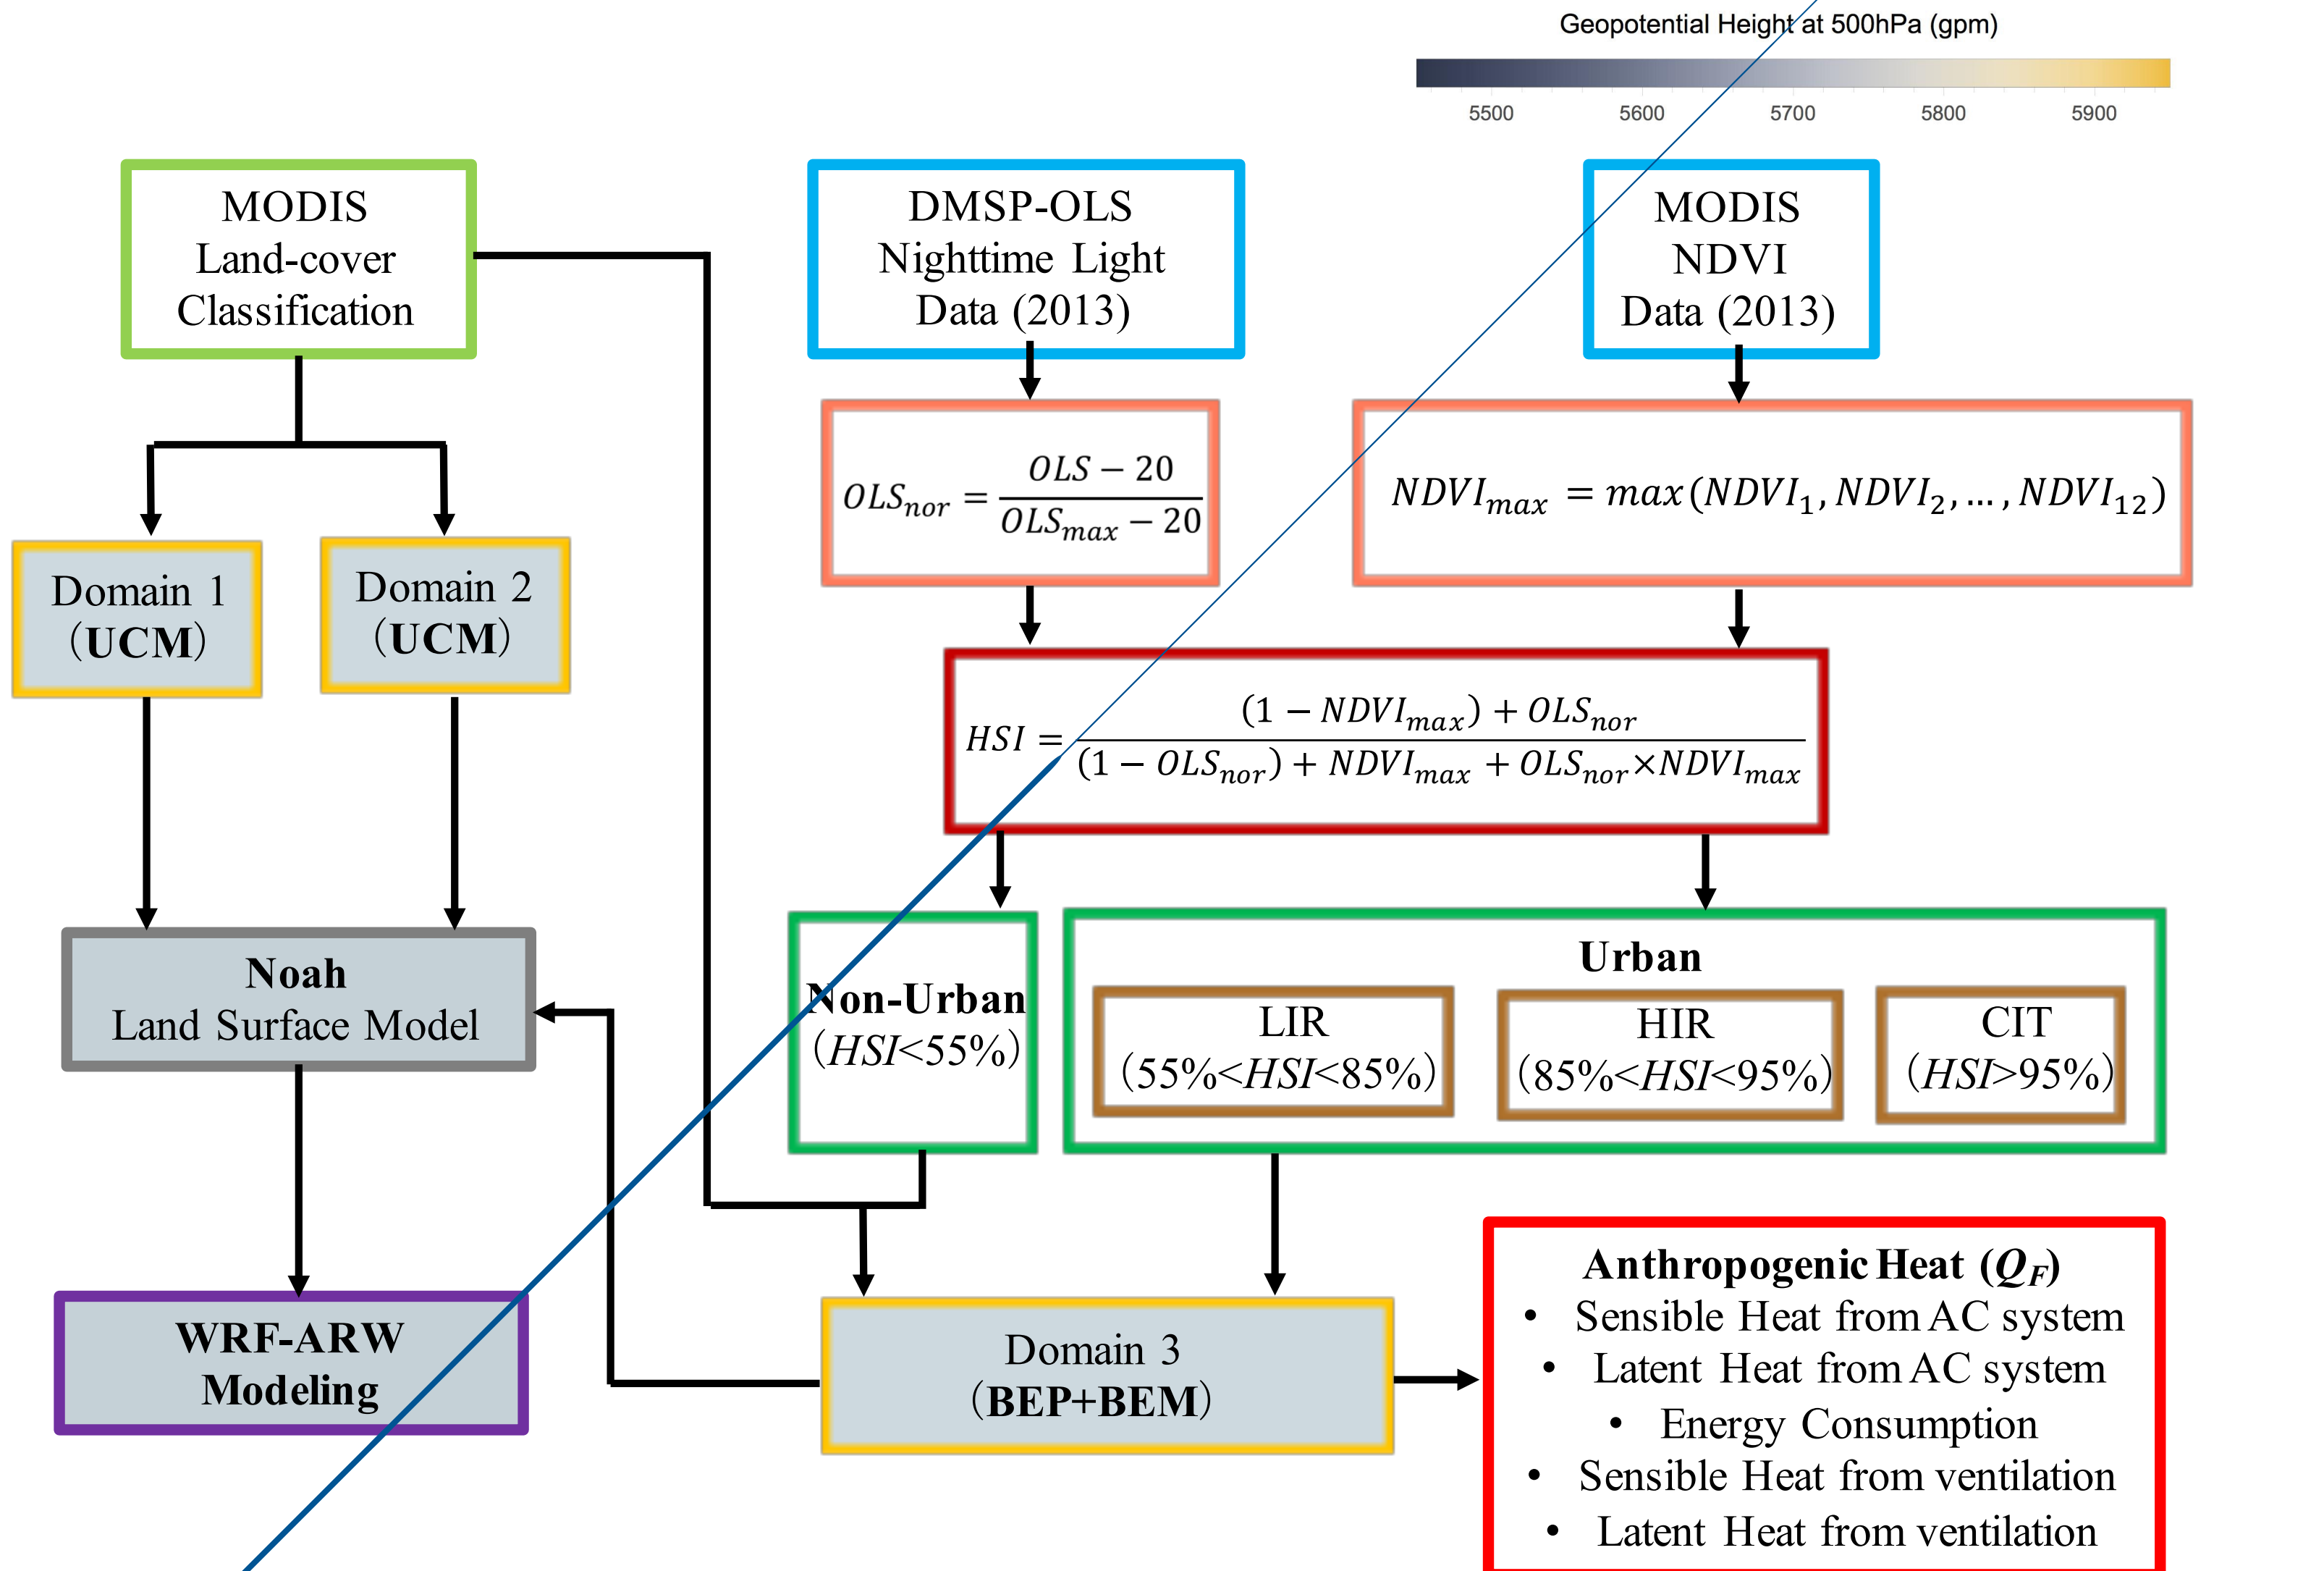 Geopotential Height at 500hPa (gpm)
5500 5600 5700 5800 5900
MODIS
Land-cover
Classification
DMSP-OLS
Nighttime Light
Data (2013)
MODIS
NDVI
Data (2013)
OLS_nor = (OLS − 20) / (OLS_max − 20)
NDVI_max = max(NDVI_1, NDVI_2, … , NDVI_12)
Domain 1
(UCM)
Domain 2
(UCM)
HSI = ((1 − NDVI_max) + OLS_nor) / ((1 − OLS_nor) + NDVI_max + OLS_nor×NDVI_max)
Noah
Land Surface Model
Non-Urban
(HSI<55%)
Urban
LIR
(55%<HSI<85%)
HIR
(85%<HSI<95%)
CIT
(HSI>95%)
WRF-ARW
Modeling
Domain 3
(BEP+BEM)
Anthropogenic Heat (Q_F)
• Sensible Heat from AC system
• Latent Heat from AC system
• Energy Consumption
• Sensible Heat from ventilation
• Latent Heat from ventilation